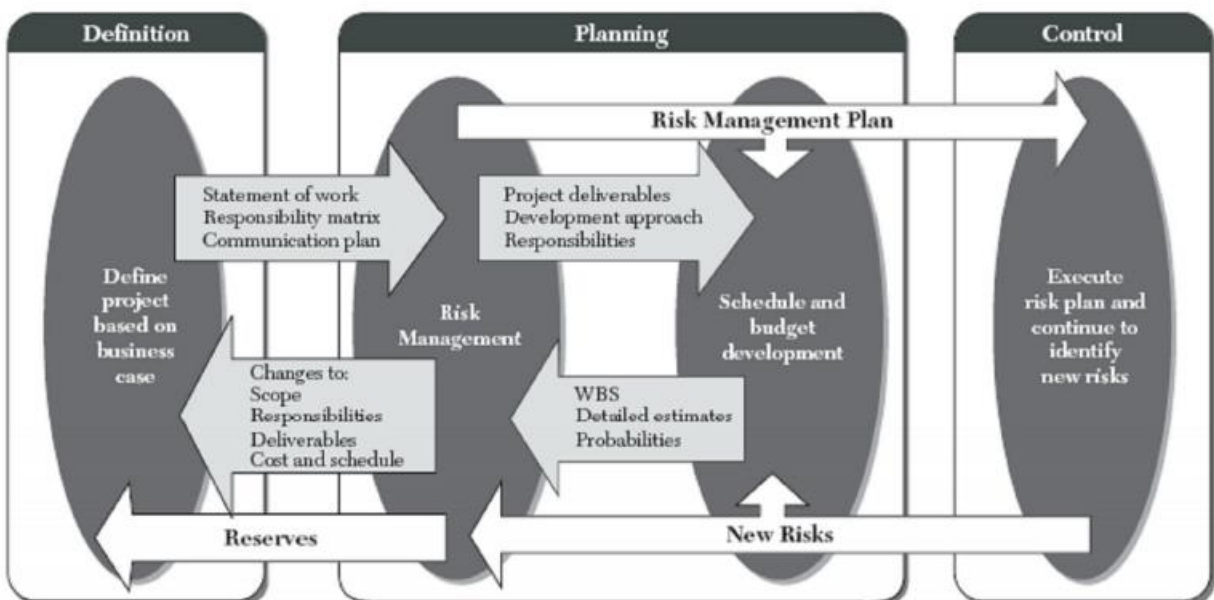 Definition
Planning
Control
Risk Management Plan
Statement of work
Responsibility matrix
Communication plan
Project deliverables
Development approach
Responsibilities
Define
project
based on
business
case
Risk
Management
Schedule and
budget
development
Execute
risk plan and
continue to
identify
new risks
Changes to:
Scope
Responsibilities
Deliverables
Cost and schedule
WBS
Detailed estimates
Probabilities
Reserves
New Risks